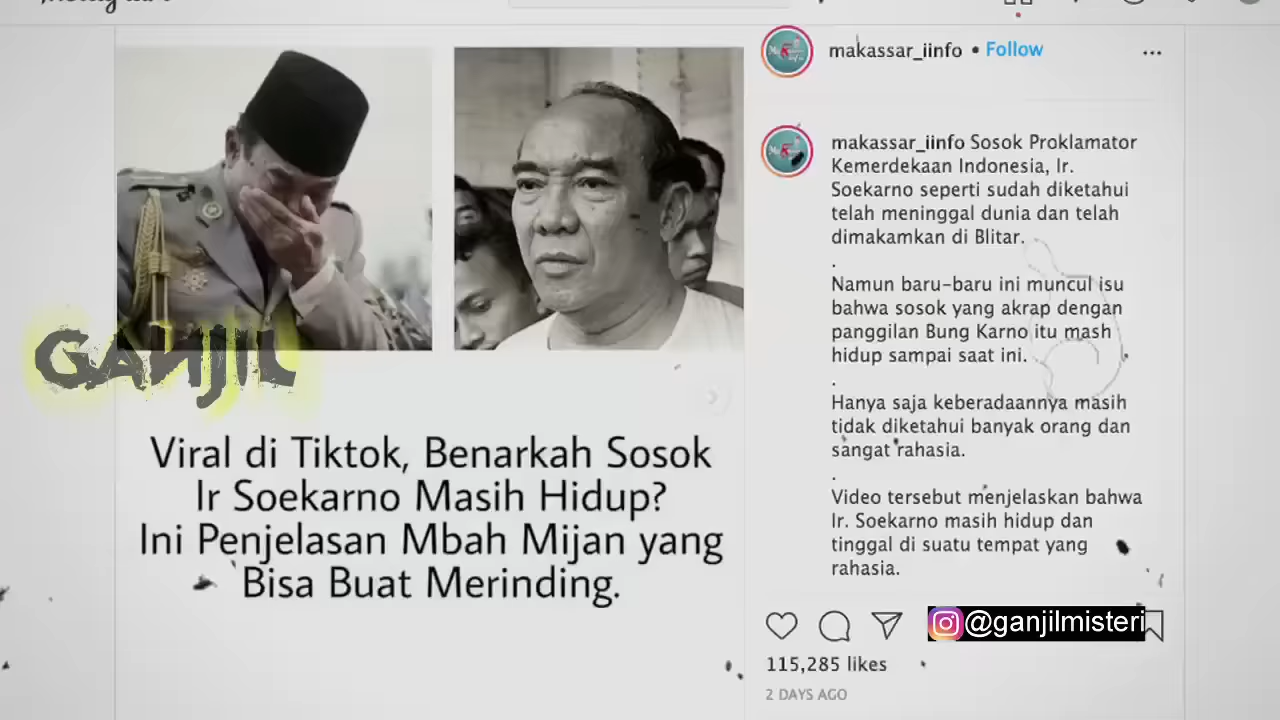 makassar_iinfo • Follow
GANJIL
Viral di Tiktok, Benarkah Sosok
Ir Soekarno Masih Hidup?
Ini Penjelasan Mbah Mijan yang
Bisa Buat Merinding.
makassar_iinfo Sosok Proklamator
Kemerdekaan Indonesia, Ir.
Soekarno seperti sudah diketahui
telah meninggal dunia dan telah
dimakamkan di Blitar.
.
Namun baru-baru ini muncul isu
bahwa sosok yang akrap dengan
panggilan Bung Karno itu mash
hidup sampai saat ini.
.
Hanya saja keberadaannya masih
tidak diketahui banyak orang dan
sangat rahasia.
.
Video tersebut menjelaskan bahwa
Ir. Soekarno masih hidup dan
tinggal di suatu tempat yang
rahasia.
@ganjilmisteri
115,285 likes
2 DAYS AGO